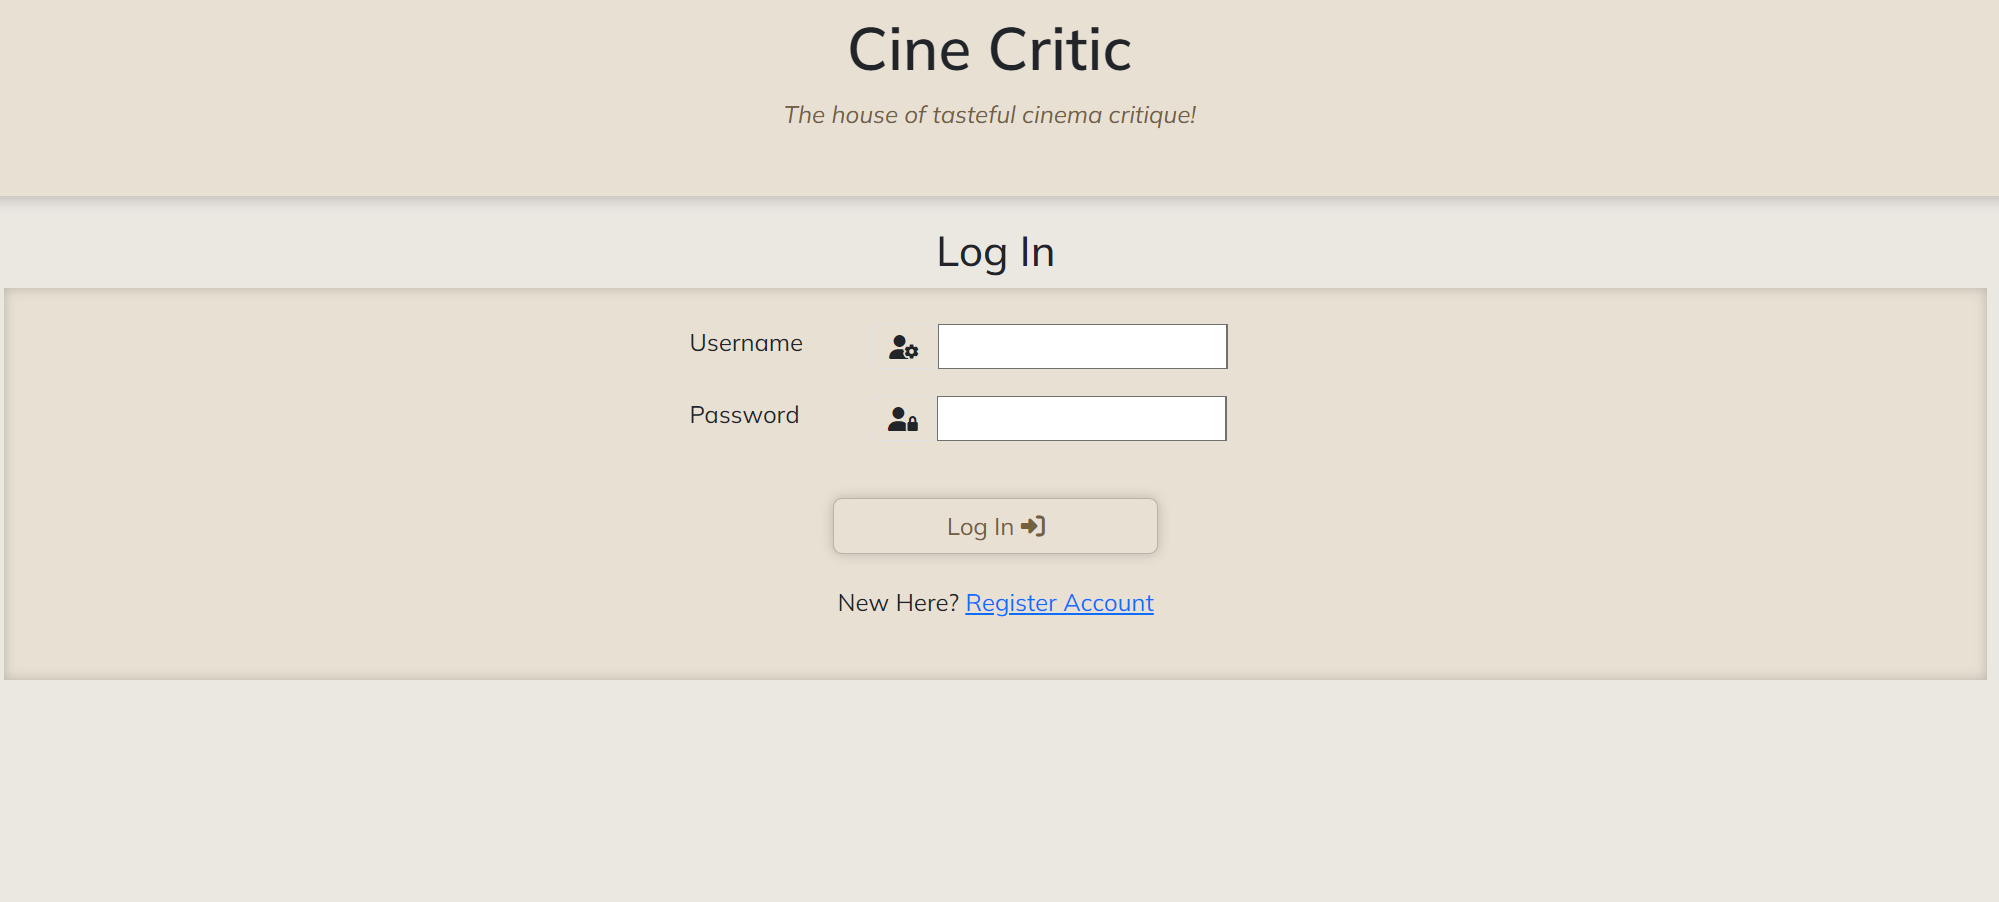 Cine Critic
The house of tasteful cinema critique!
Log In
Username
Password
Log In
New Here? Register Account